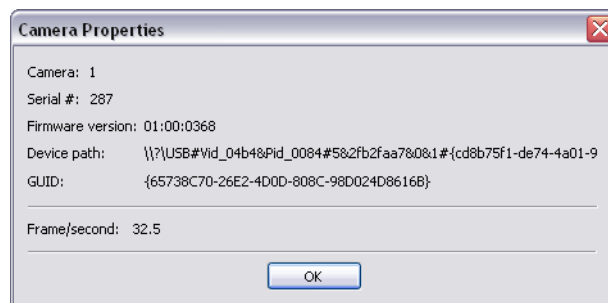 Camera Properties
Camera: 1
Serial #: 287
Firmware version: 01:00:0368
Device path: \\?\USB#Vid_04b4&Pid_0084#5&2fb2faa7&0&1#{cd8b75f1-de74-4a01-9
GUID: {65738C70-26E2-4D0D-808C-98D024D8616B}
Frame/second: 32.5
OK